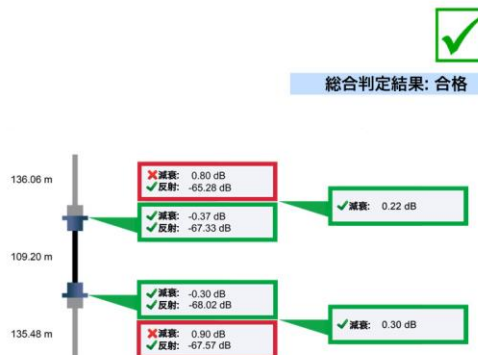 総合判定結果: 合格
136.06 m
減衰: 0.80 dB
反射: -65.28 dB
減衰: 0.22 dB
減衰: -0.37 dB
反射: -67.33 dB
109.20 m
減衰: -0.30 dB
反射: -68.02 dB
減衰: 0.30 dB
135.48 m
減衰: 0.90 dB
反射: -67.57 dB